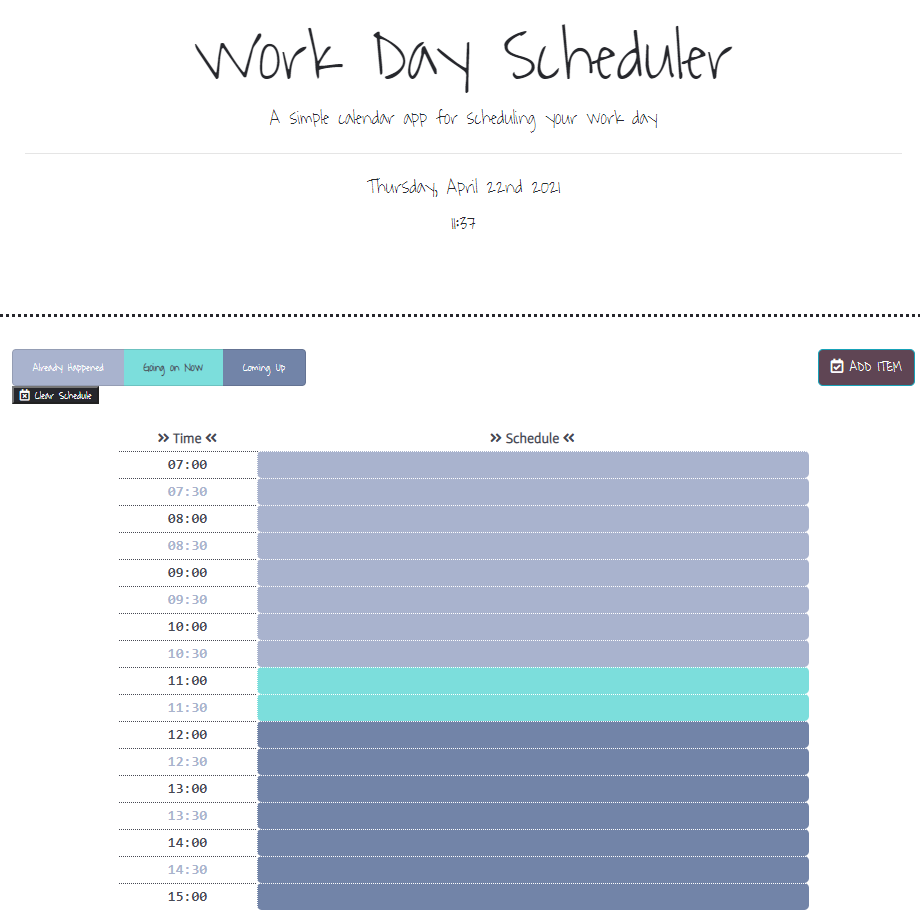 Work Day Scheduler
A simple calendar app for scheduling your work day
Thursday, April 22nd 2021
11:37
Already Happened Going on Now Coming Up
ADD ITEM
Clear Schedule
Time Schedule
07:00
07:30
08:00
08:30
09:00
09:30
10:00
10:30
11:00
11:30
12:00
12:30
13:00
13:30
14:00
14:30
15:00